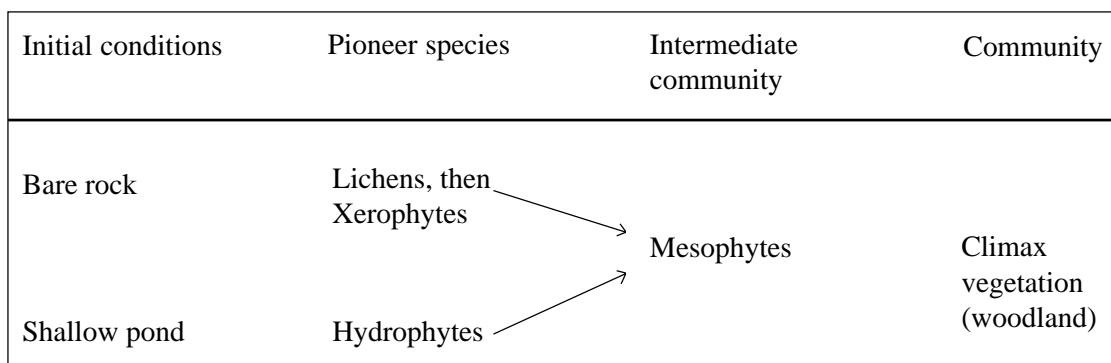 Initial conditions Pioneer species Intermediate community Community
Bare rock
Lichens, then
Xerophytes
Mesophytes
Climax
vegetation
(woodland)
Shallow pond
Hydrophytes